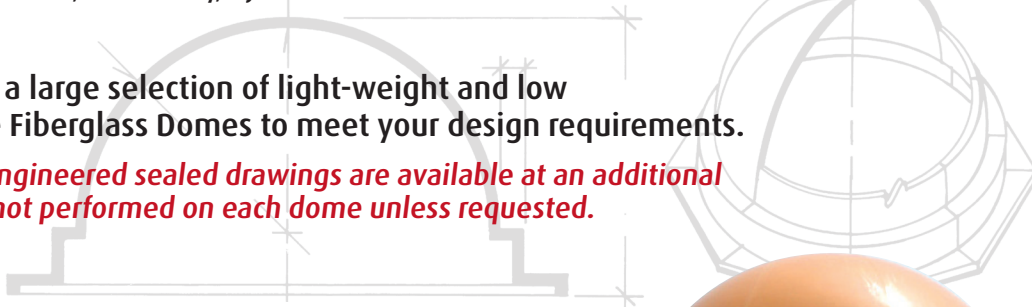 a large selection of light-weight and low
Fiberglass Domes to meet your design requirements.
ngineered sealed drawings are available at an additional
not performed on each dome unless requested.